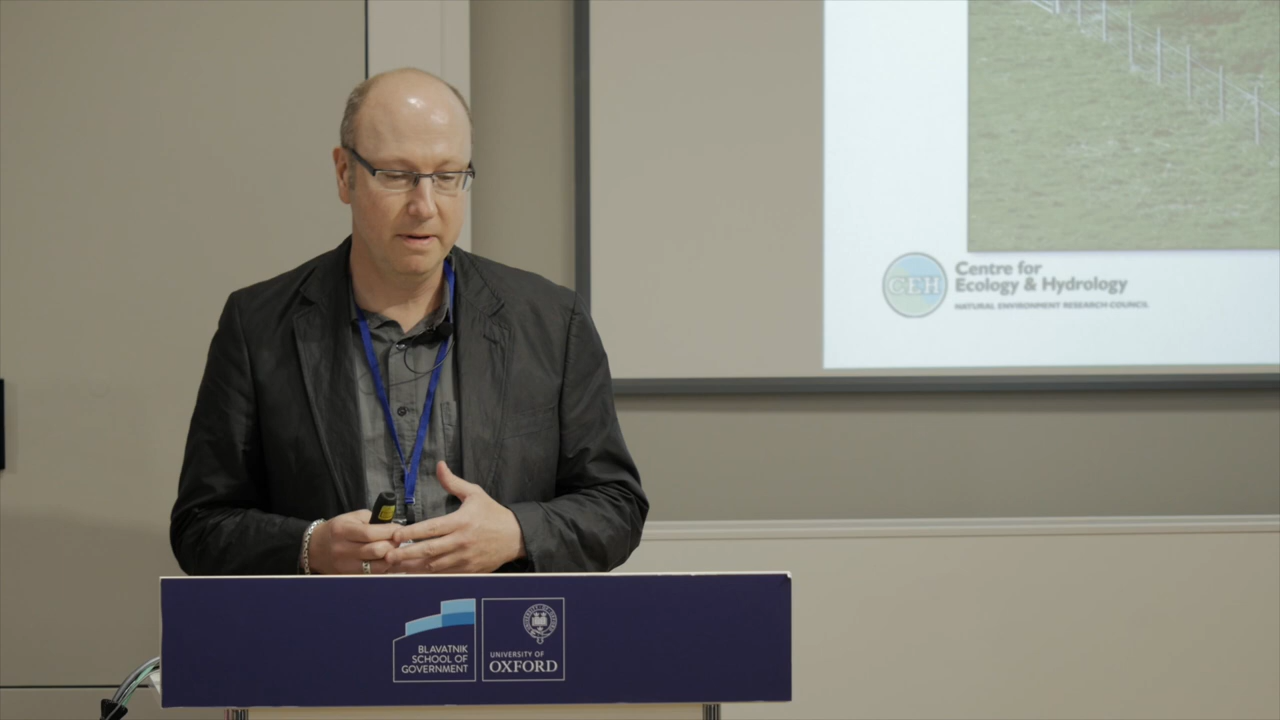 CEH
Centre for
Ecology & Hydrology
NATURAL ENVIRONMENT RESEARCH COUNCIL
BLAVATNIK
SCHOOL OF
GOVERNMENT
UNIVERSITY OF
OXFORD